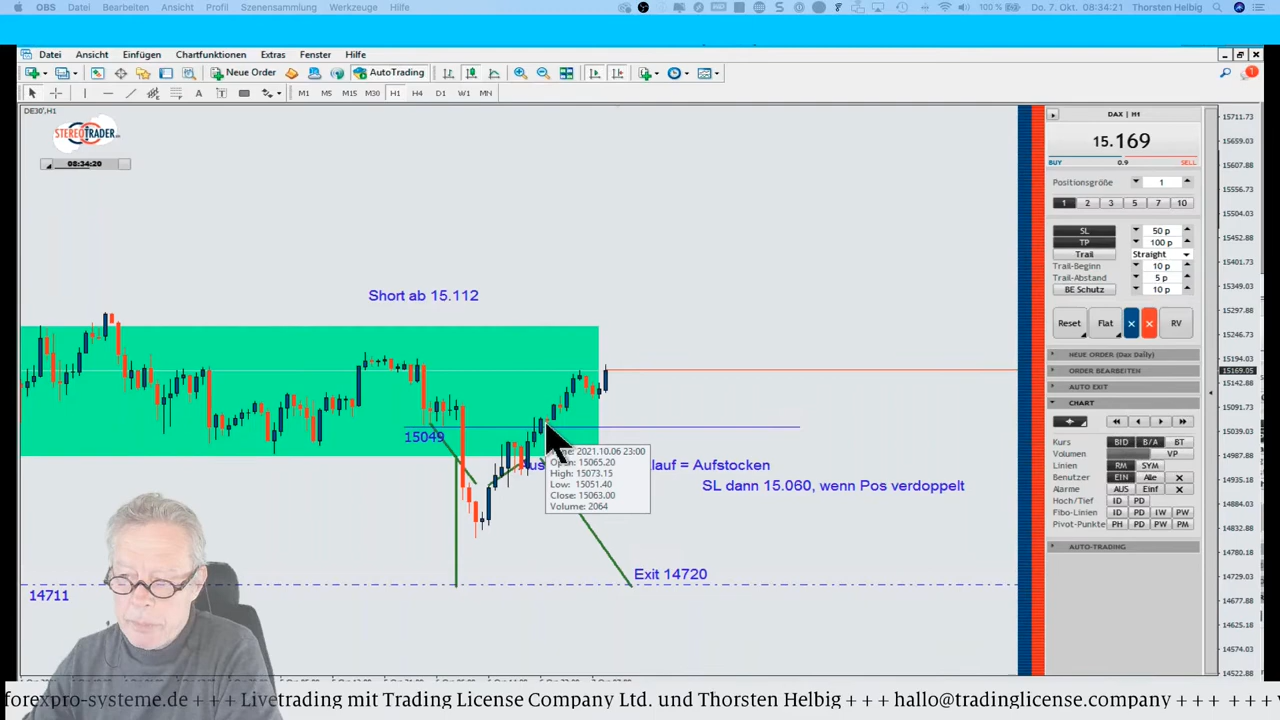 OBS Datei Bearbeiten Ansicht Profil Szenensammlung Werkzeuge Hilfe 100 % Do. 7. Okt. 08:34:21 Thorsten Helbig
Datei Ansicht Einfügen Chartfunktionen Extras Fenster Hilfe
Neue Order AutoTrading
M1 M5 M15 M30 H1 H4 D1 W1 MN
DE30',H1
STEREOTRADER
08:34:20
Short ab 15.112
15049
lauf = Aufstocken
SL dann 15.060, wenn Pos verdoppelt
2021.10.06 23:00
Open: 15065.20
High: 15073.15
Low: 15051.40
Close: 15063.00
Volume: 2064
Exit 14720
14711
DAX | H1
15.169
BUY 0.9 SELL
Positionsgröße 1
1 2 3 5 7 10
SL 50 p
TP 100 p
Trail Straight
Trail-Beginn 10 p
Trail-Abstand 5 p
BE Schutz 10 p
Reset Flat RV
NEUE ORDER (Dax Daily)
ORDER BEARBEITEN
AUTO EXIT
CHART
Kurs BID B/A BT
Volumen VP
Linien RM SYM
Benutzer EIN Alle
Alarme AUS Einf
Hoch/Tief ID PD
Fibo-Linien ID PD IW PW
Pivot-Punkte PH PD PW PM
AUTO-TRADING
15711.73
15659.03
15607.88
15556.73
15504.03
15452.88
15401.73
15349.03
15297.88
15246.73
15194.03
15169.05
15142.88
15091.73
15039.03
14987.88
14935.18
14884.03
14832.88
14780.18
14729.03
14677.88
14625.18
14574.03
14522.88
forexpro-systeme.de +++ Livetrading mit Trading License Company Ltd. und Thorsten Helbig +++ hallo@tradinglicense.company ++++